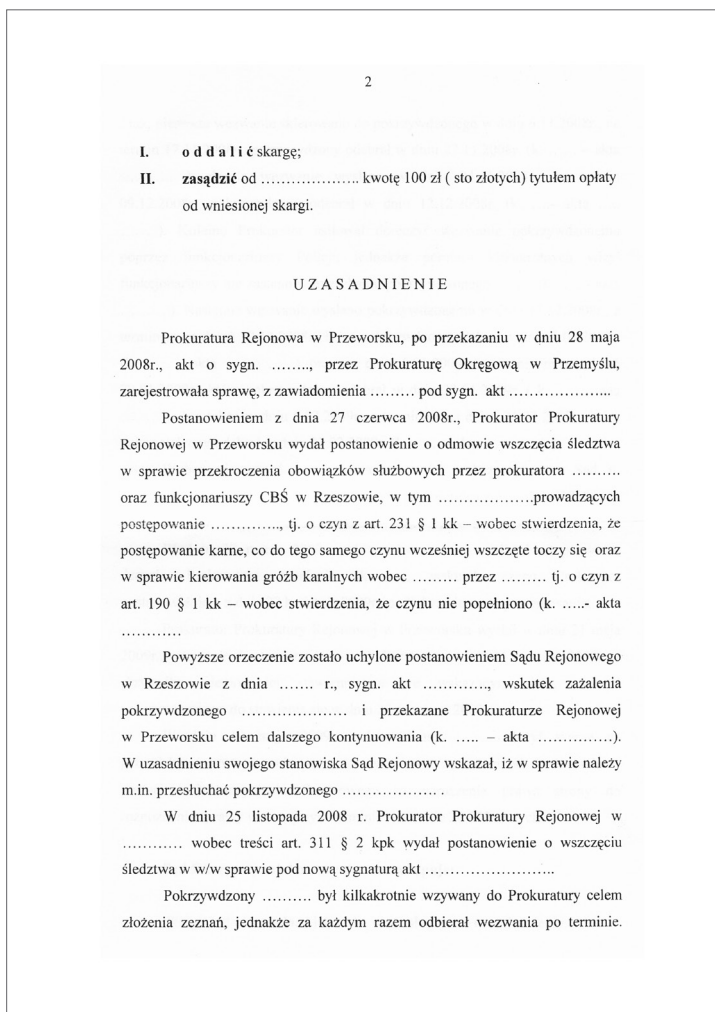 2
I. o d d a l i ć skargę;
II. zasądzić od ………………. kwotę 100 zł ( sto złotych) tytułem opłaty
od wniesionej skargi.
U Z A S A D N I E N I E
Prokuratura Rejonowa w Przeworsku, po przekazaniu w dniu 28 maja
2008r., akt o sygn. …….., przez Prokuraturę Okręgową w Przemyślu,
zarejestrowała sprawę, z zawiadomienia ……… pod sygn. akt ………………...
Postanowieniem z dnia 27 czerwca 2008r., Prokurator Prokuratury
Rejonowej w Przeworsku wydał postanowienie o odmowie wszczęcia śledztwa
w sprawie przekroczenia obowiązków służbowych przez prokuratora ……….
oraz funkcjonariuszy CBŚ w Rzeszowie, w tym ……………….prowadzących
postępowanie …………., tj. o czyn z art. 231 § 1 kk – wobec stwierdzenia, że
postępowanie karne, co do tego samego czynu wcześniej wszczęte toczy się oraz
w sprawie kierowania gróźb karalnych wobec ……… przez ……… tj. o czyn z
art. 190 § 1 kk – wobec stwierdzenia, że czynu nie popełniono (k. …..- akta
…………
Powyższe orzeczenie zostało uchylone postanowieniem Sądu Rejonowego
w Rzeszowie z dnia ……. r., sygn. akt …………., wskutek zażalenia
pokrzywdzonego ………………… i przekazane Prokuraturze Rejonowej
w Przeworsku celem dalszego kontynuowania (k. ….. – akta ……………).
W uzasadnieniu swojego stanowiska Sąd Rejonowy wskazał, iż w sprawie należy
m.in. przesłuchać pokrzywdzonego ……………….
W dniu 25 listopada 2008 r. Prokurator Prokuratury Rejonowej w
………… wobec treści art. 311 § 2 kpk wydał postanowienie o wszczęciu
śledztwa w w/w sprawie pod nową sygnaturą akt ……………………..
Pokrzywdzony ………. był kilkakrotnie wzywany do Prokuratury celem
złożenia zeznań, jednakże za każdym razem odbierał wezwania po terminie.